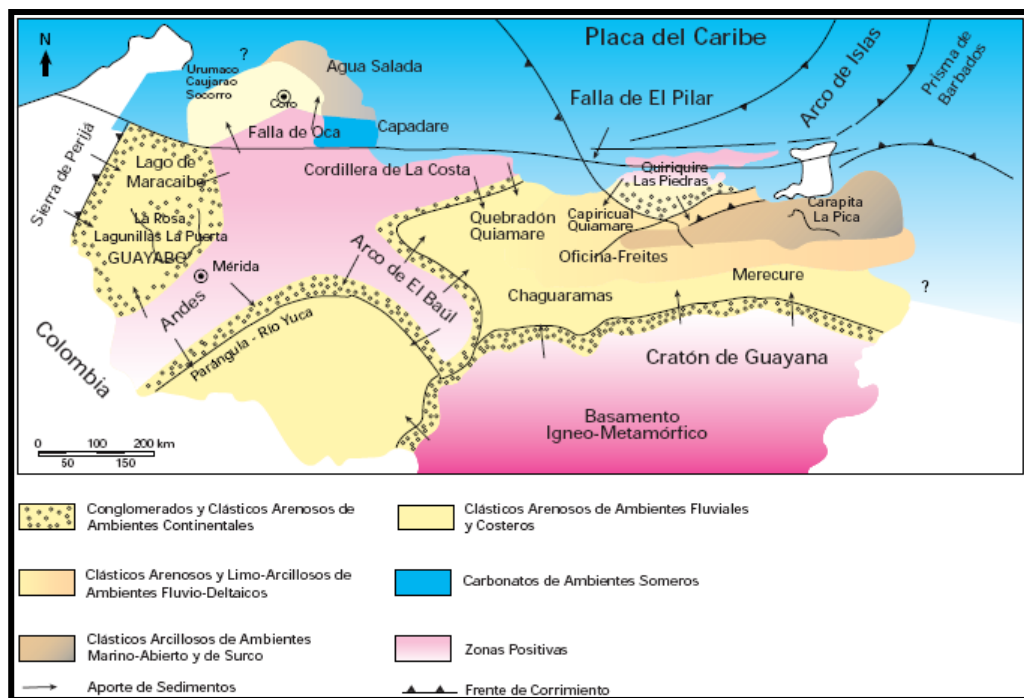 N
?
Placa del Caribe
Urumaco
Caujarao
Socorro
Agua Salada
Coro
Falla de El Pilar
Arco de Islas
Prisma de
Barbados
Falla de Oca
Capadare
Sierra de Perijá
Lago de
Maracaibo
Cordillera de La Costa
Quiriquire
Las Piedras
Carapita
La Pica
La Rosa
Lagunillas La Puerta
GUAYABO
Quebradón
Quiamare
Capiricual
Quiamare
Oficina-Freites
Mérida
Andes
Arco de El Baúl
Chaguaramas
Merecure
?
Colombia
Parángula - Río Yuca
Cratón de Guayana
Basamento
Igneo-Metamórfico
0 100 200 km
50 150
Conglomerados y Clásticos Arenosos de
Ambientes Continentales
Clásticos Arenosos de Ambientes Fluviales
y Costeros
Clásticos Arenosos y Limo-Arcillosos de
Ambientes Fluvio-Deltaicos
Carbonatos de Ambientes Someros
Clásticos Arcillosos de Ambientes
Marino-Abierto y de Surco
Zonas Positivas
Aporte de Sedimentos
Frente de Corrimiento